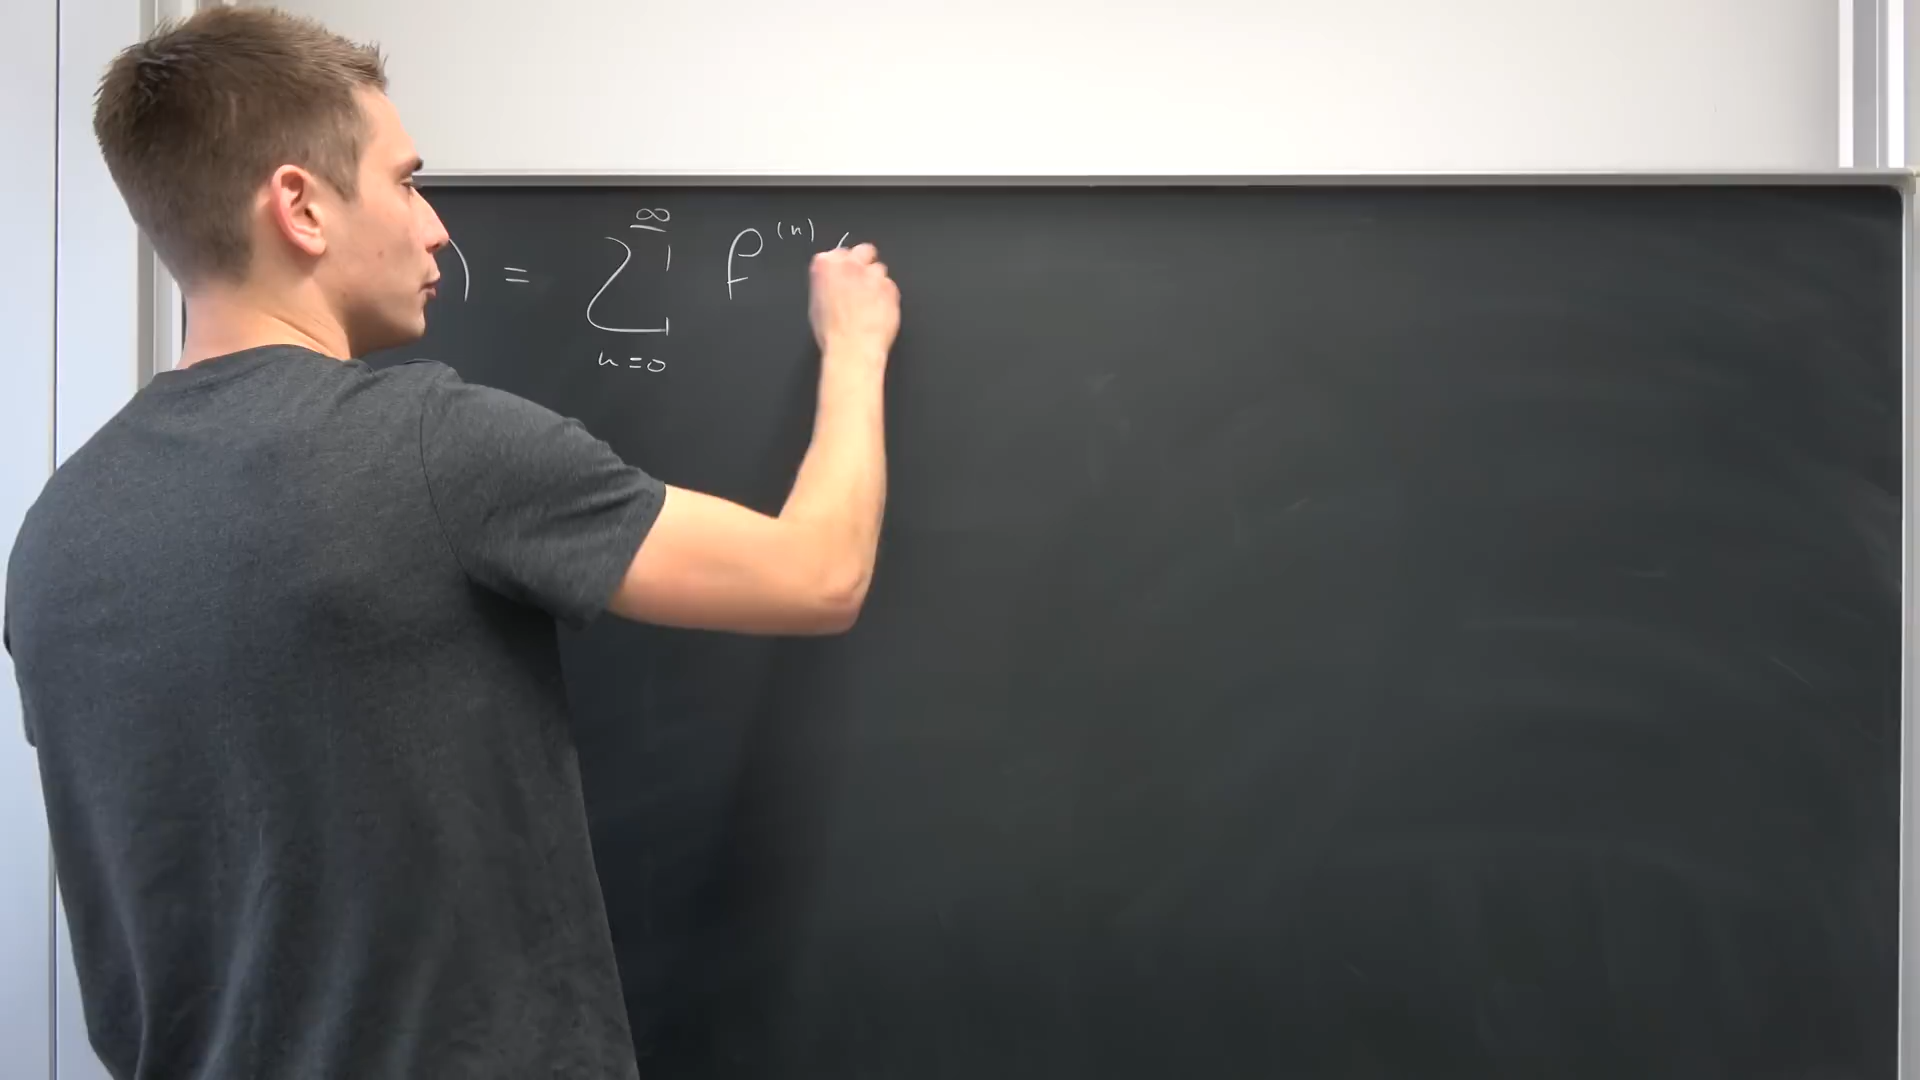 ) = ∑ f⁽ⁿ⁾ (
∞
n=0